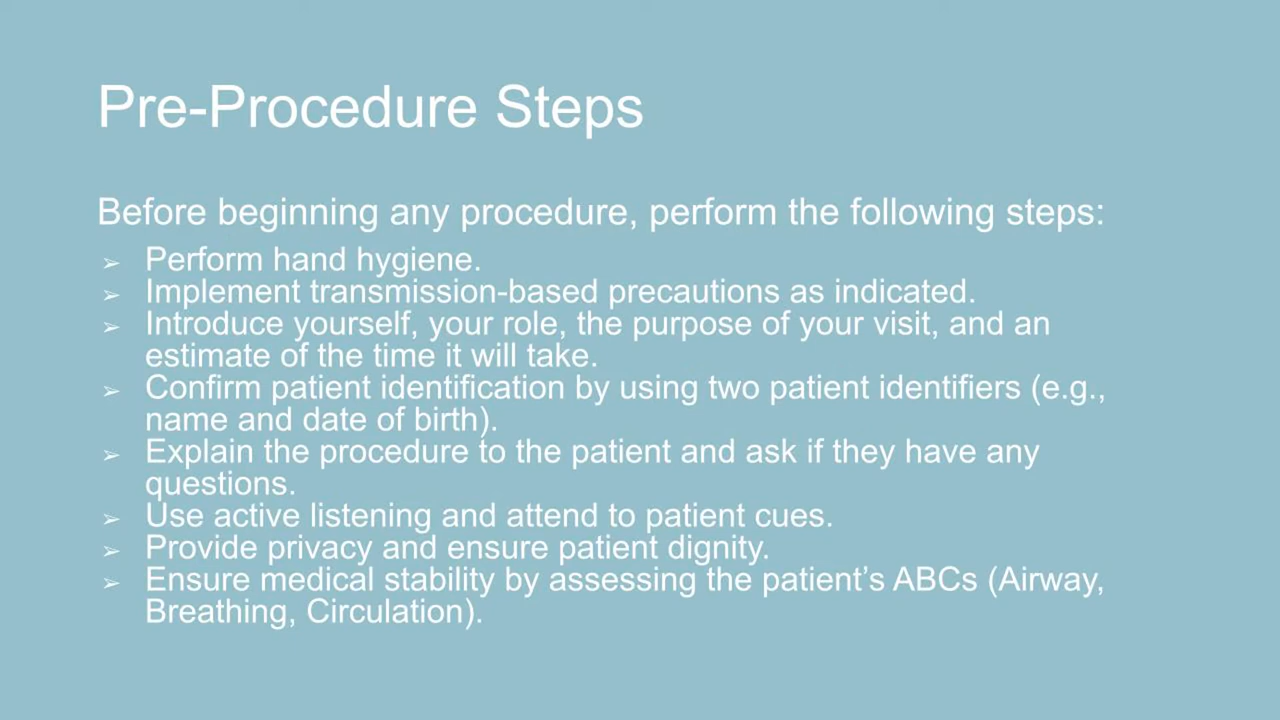 Pre-Procedure Steps
Before beginning any procedure, perform the following steps:
➢ Perform hand hygiene.
➢ Implement transmission-based precautions as indicated.
➢ Introduce yourself, your role, the purpose of your visit, and an
estimate of the time it will take.
➢ Confirm patient identification by using two patient identifiers (e.g.,
name and date of birth).
➢ Explain the procedure to the patient and ask if they have any
questions.
➢ Use active listening and attend to patient cues.
➢ Provide privacy and ensure patient dignity.
➢ Ensure medical stability by assessing the patient’s ABCs (Airway,
Breathing, Circulation).